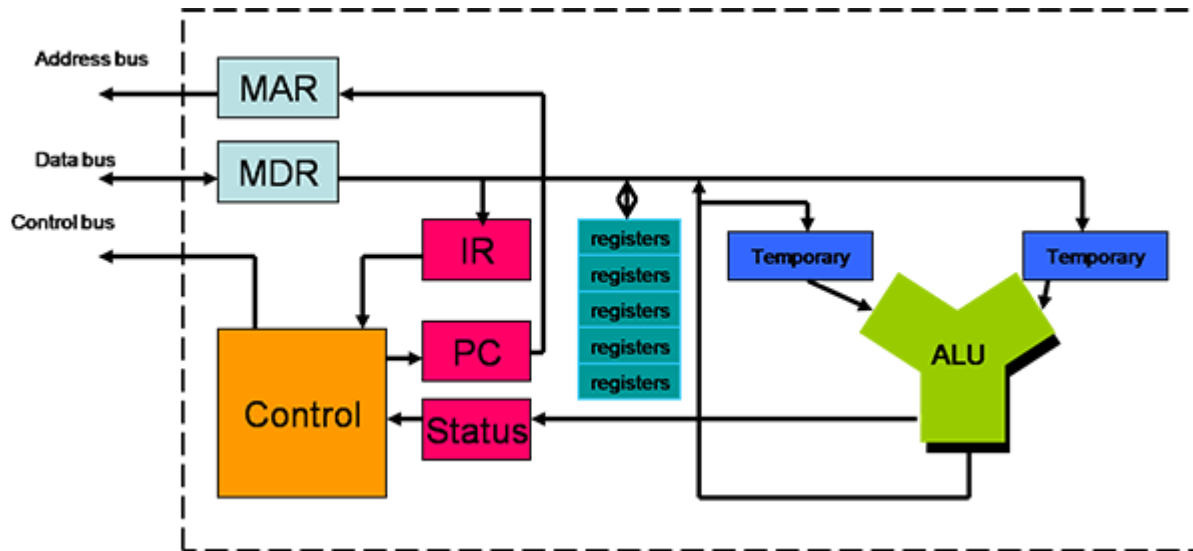 Address bus
MAR
Data bus
MDR
Control bus
IR
registers
registers
registers
registers
registers
Temporary
Temporary
PC
ALU
Control
Status